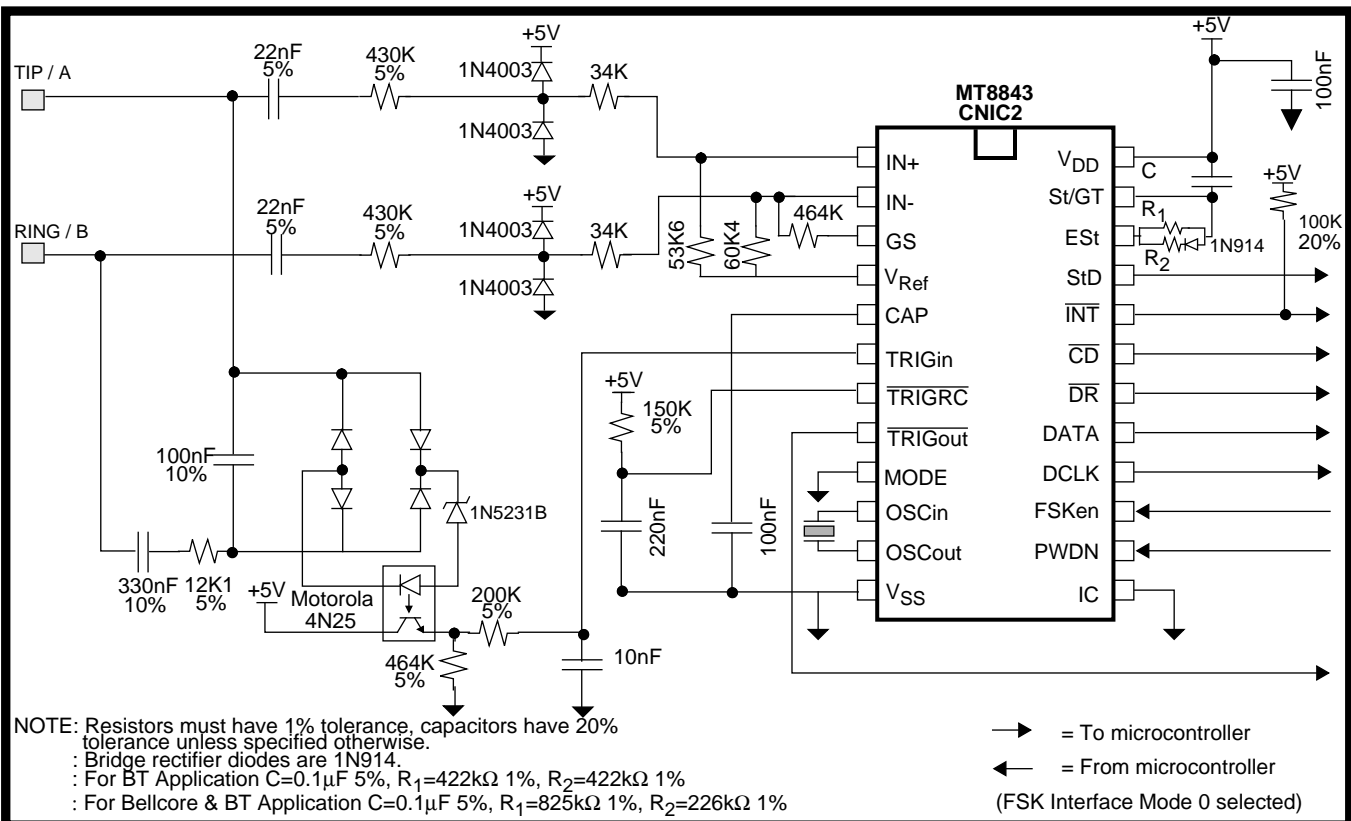 TIP / A
22nF
5%
430K
5%
+5V
1N4003
1N4003
34K
RING / B
22nF
5%
430K
5%
+5V
1N4003
1N4003
34K
53K6
60K4
464K
MT8843
CNIC2
IN+
IN-
GS
VRef
CAP
TRIGin
TRIGRC
TRIGout
MODE
OSCin
OSCout
VSS
VDD
St/GT
ESt
StD
INT
CD
DR
DATA
DCLK
FSKen
PWDN
IC
+5V
100nF
C
R1
R2
1N914
+5V
100K
20%
100nF
10%
1N5231B
330nF
10%
12K1
5%
+5V
Motorola
4N25
200K
5%
464K
5%
10nF
+5V
150K
5%
220nF
100nF
NOTE: Resistors must have 1% tolerance, capacitors have 20%
tolerance unless specified otherwise.
: Bridge rectifier diodes are 1N914.
: For BT Application C=0.1µF 5%, R1=422kΩ 1%, R2=422kΩ 1%
: For Bellcore & BT Application C=0.1µF 5%, R1=825kΩ 1%, R2=226kΩ 1%
= To microcontroller
= From microcontroller
(FSK Interface Mode 0 selected)